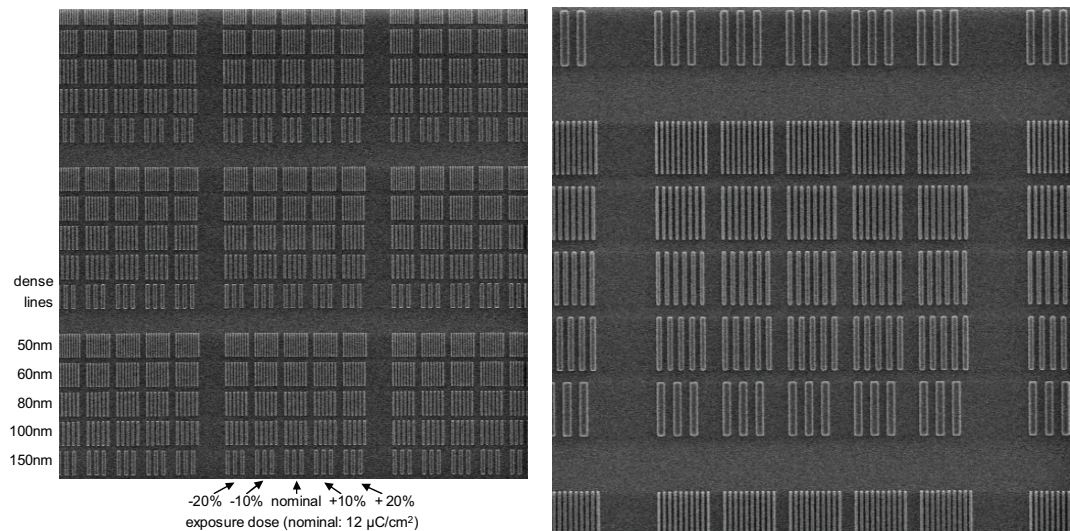 dense
lines
50nm
60nm
80nm
100nm
150nm
-20% -10% nominal +10% + 20%
exposure dose (nominal: 12 µC/cm²)